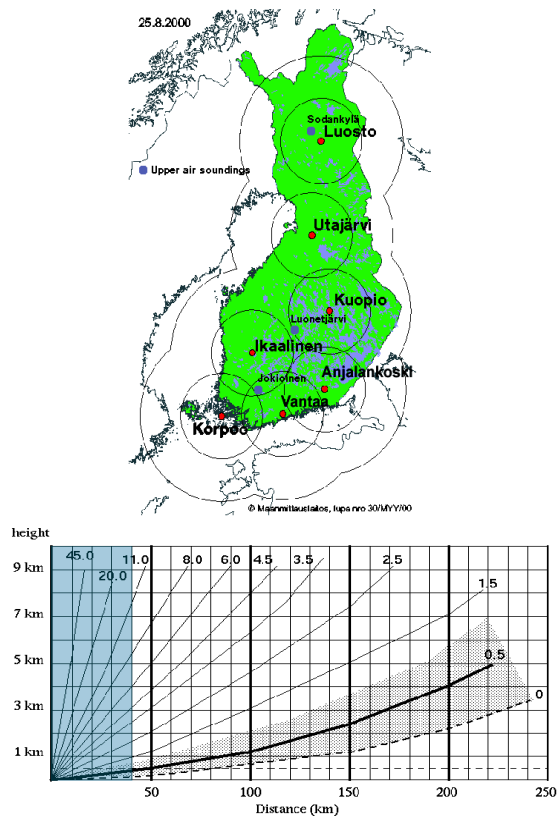 25.8.2000
Sodankylä
Luosto
Upper air soundings
Utajärvi
Kuopio
Luonetjärvi
Ikaalinen
Anjalankoski
Jokioinen
Vantaa
Korpoo
© Maanmittauslaitos, lupa nro 30/MYY/00
height
45.0 20.0 11.0 8.0 6.0 4.5 3.5 2.5 1.5 0.5 0
9 km
7 km
5 km
3 km
1 km
50 100 150 200 250
Distance (km)